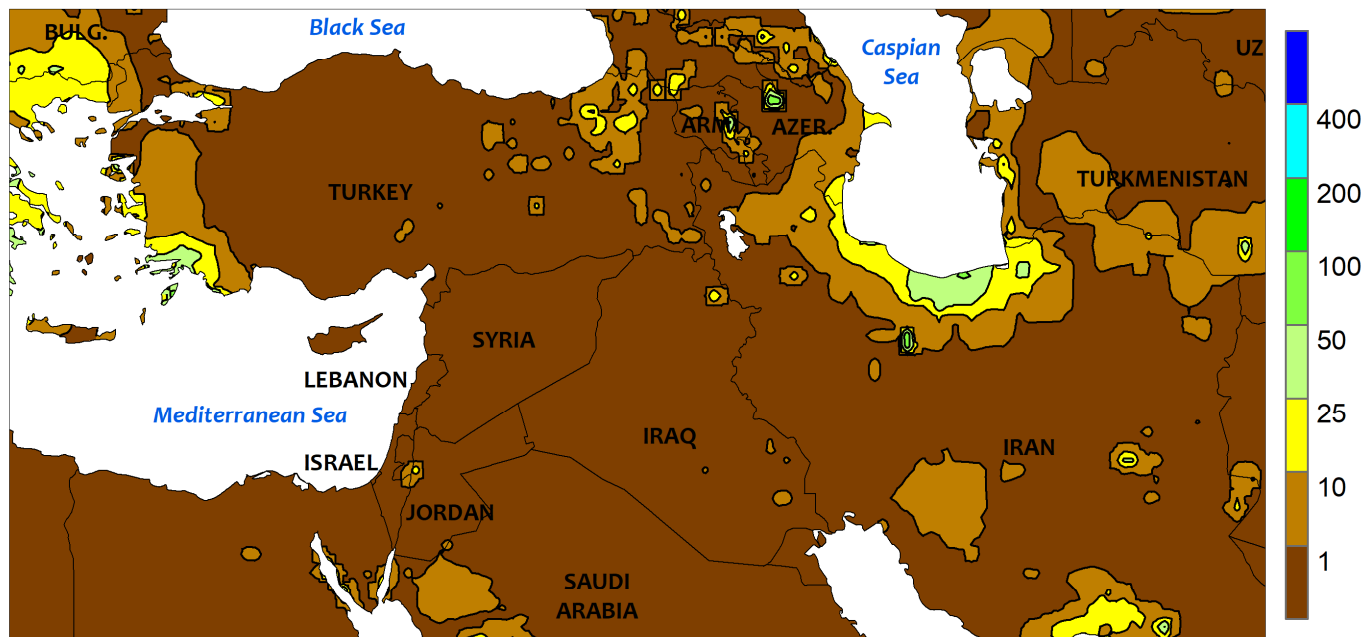 BULG.
Black Sea
Caspian
Sea
UZ
ARM.
AZER.
TURKEY
TURKMENISTAN
SYRIA
LEBANON
Mediterranean Sea
ISRAEL
IRAQ
IRAN
JORDAN
SAUDI
ARABIA
400
200
100
50
25
10
1